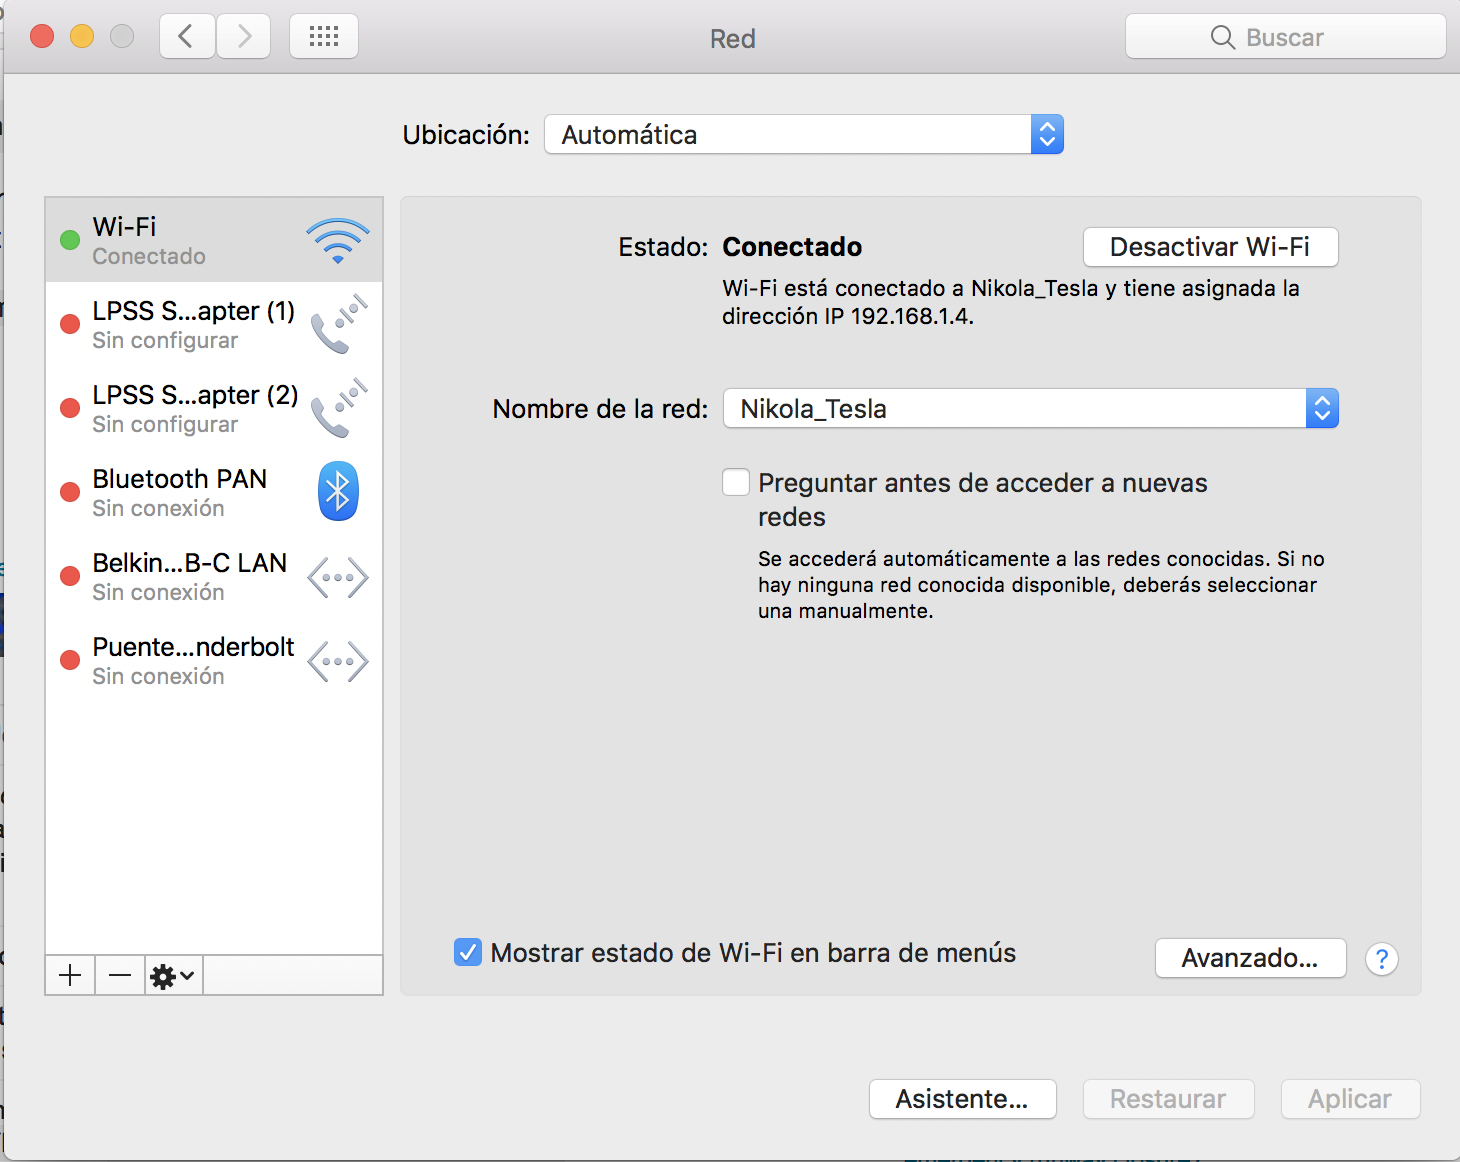 Red
Buscar
Ubicación: Automática
Wi-Fi
Conectado
LPSS S...apter (1)
Sin configurar
LPSS S...apter (2)
Sin configurar
Bluetooth PAN
Sin conexión
Belkin...B-C LAN
Sin conexión
Puente...nderbolt
Sin conexión
Estado: Conectado
Desactivar Wi-Fi
Wi-Fi está conectado a Nikola_Tesla y tiene asignada la
dirección IP 192.168.1.4.
Nombre de la red: Nikola_Tesla
Preguntar antes de acceder a nuevas
redes
Se accederá automáticamente a las redes conocidas. Si no
hay ninguna red conocida disponible, deberás seleccionar
una manualmente.
Mostrar estado de Wi-Fi en barra de menús
Avanzado...
?
Asistente...
Restaurar
Aplicar